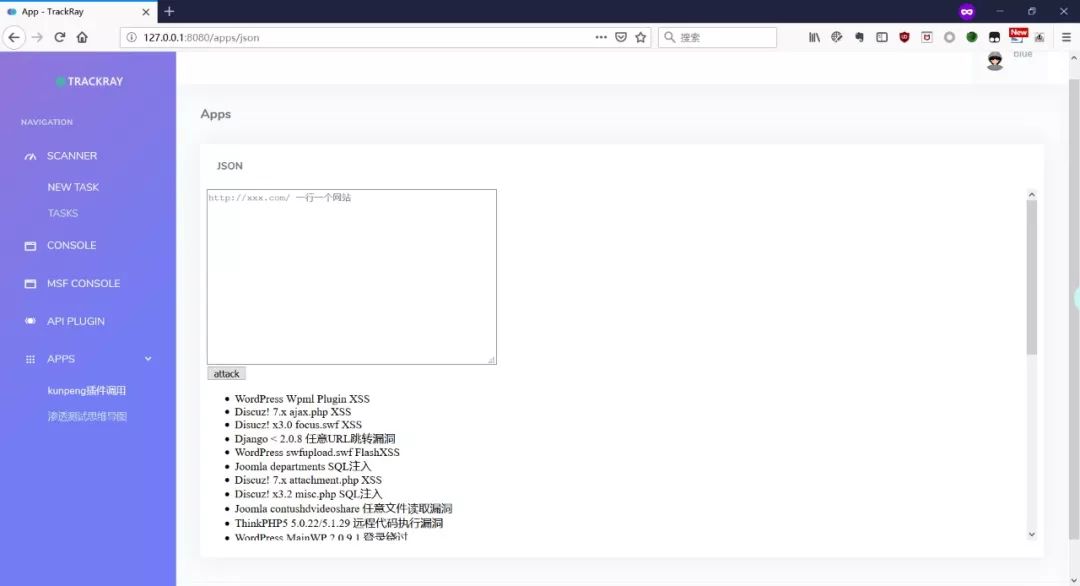 App - TrackRay
127.0.0.1:8080/apps/json
搜索
New
TRACKRAY
blue
NAVIGATION
Apps
SCANNER
JSON
NEW TASK
http://xxx.com/ 一行一个网站
TASKS
CONSOLE
MSF CONSOLE
API PLUGIN
APPS
kunpeng插件调用
渗透测试思维导图
attack
WordPress Wpml Plugin XSS
Discuz! 7.x ajax.php XSS
Disucz! x3.0 focus.swf XSS
Django < 2.0.8 任意URL跳转漏洞
WordPress swfupload.swf FlashXSS
Joomla departments SQL注入
Discuz! 7.x attachment.php XSS
Discuz! x3.2 misc.php SQL注入
Joomla contushdvideoshare 任意文件读取漏洞
ThinkPHP5 5.0.22/5.1.29 远程代码执行漏洞
WordPress MainWP 2.0.9.1 登录绕过